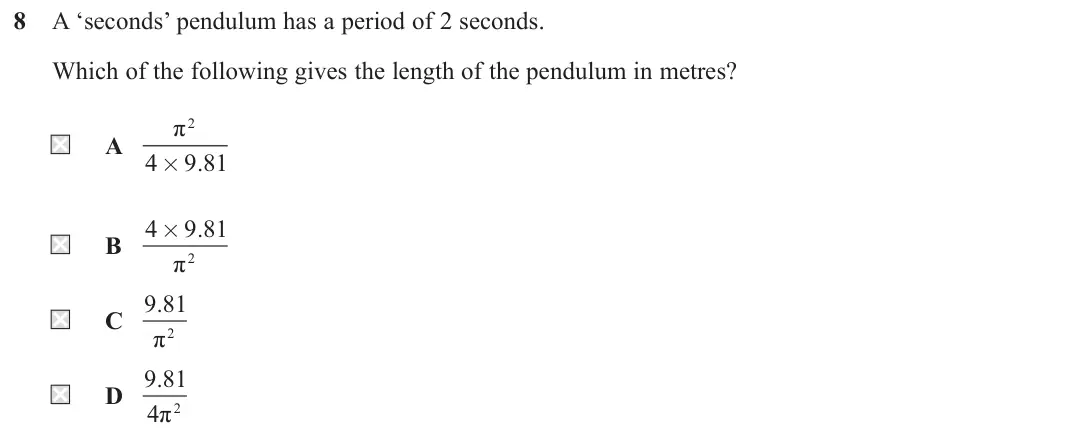 8 A ‘seconds’ pendulum has a period of 2 seconds.
Which of the following gives the length of the pendulum in metres?
A π²
4 × 9.81
B 4 × 9.81
π²
C 9.81
π²
D 9.81
4π²